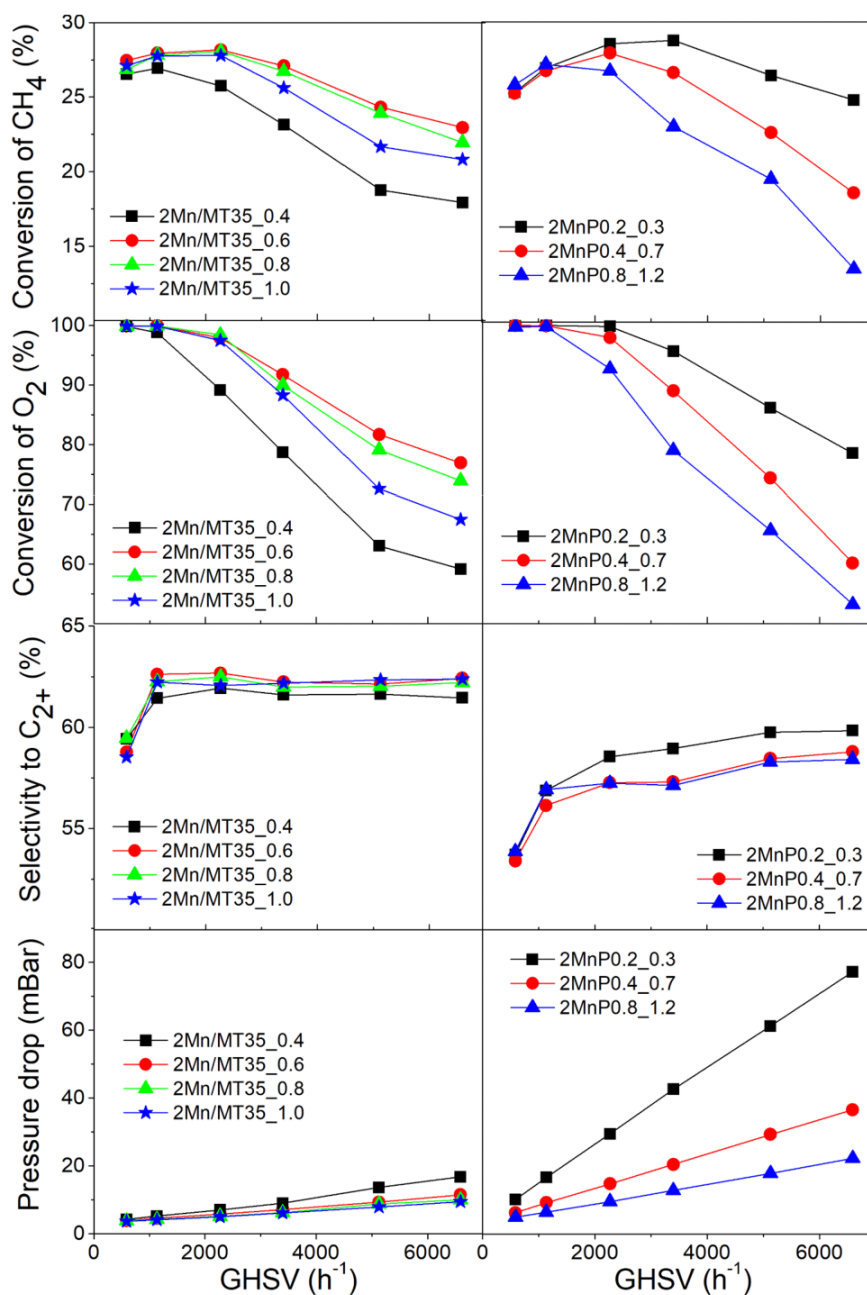 Conversion of CH4 (%)
30
25
20
15
2Mn/MT35_0.4
2Mn/MT35_0.6
2Mn/MT35_0.8
2Mn/MT35_1.0
2MnP0.2_0.3
2MnP0.4_0.7
2MnP0.8_1.2
Conversion of O2 (%)
100
90
80
70
60
2Mn/MT35_0.4
2Mn/MT35_0.6
2Mn/MT35_0.8
2Mn/MT35_1.0
2MnP0.2_0.3
2MnP0.4_0.7
2MnP0.8_1.2
Selectivity to C2+ (%)
65
60
55
2Mn/MT35_0.4
2Mn/MT35_0.6
2Mn/MT35_0.8
2Mn/MT35_1.0
2MnP0.2_0.3
2MnP0.4_0.7
2MnP0.8_1.2
Pressure drop (mBar)
80
60
40
20
0
2Mn/MT35_0.4
2Mn/MT35_0.6
2Mn/MT35_0.8
2Mn/MT35_1.0
2MnP0.2_0.3
2MnP0.4_0.7
2MnP0.8_1.2
0 2000 4000 6000
0 2000 4000 6000
GHSV (h-1)
GHSV (h-1)